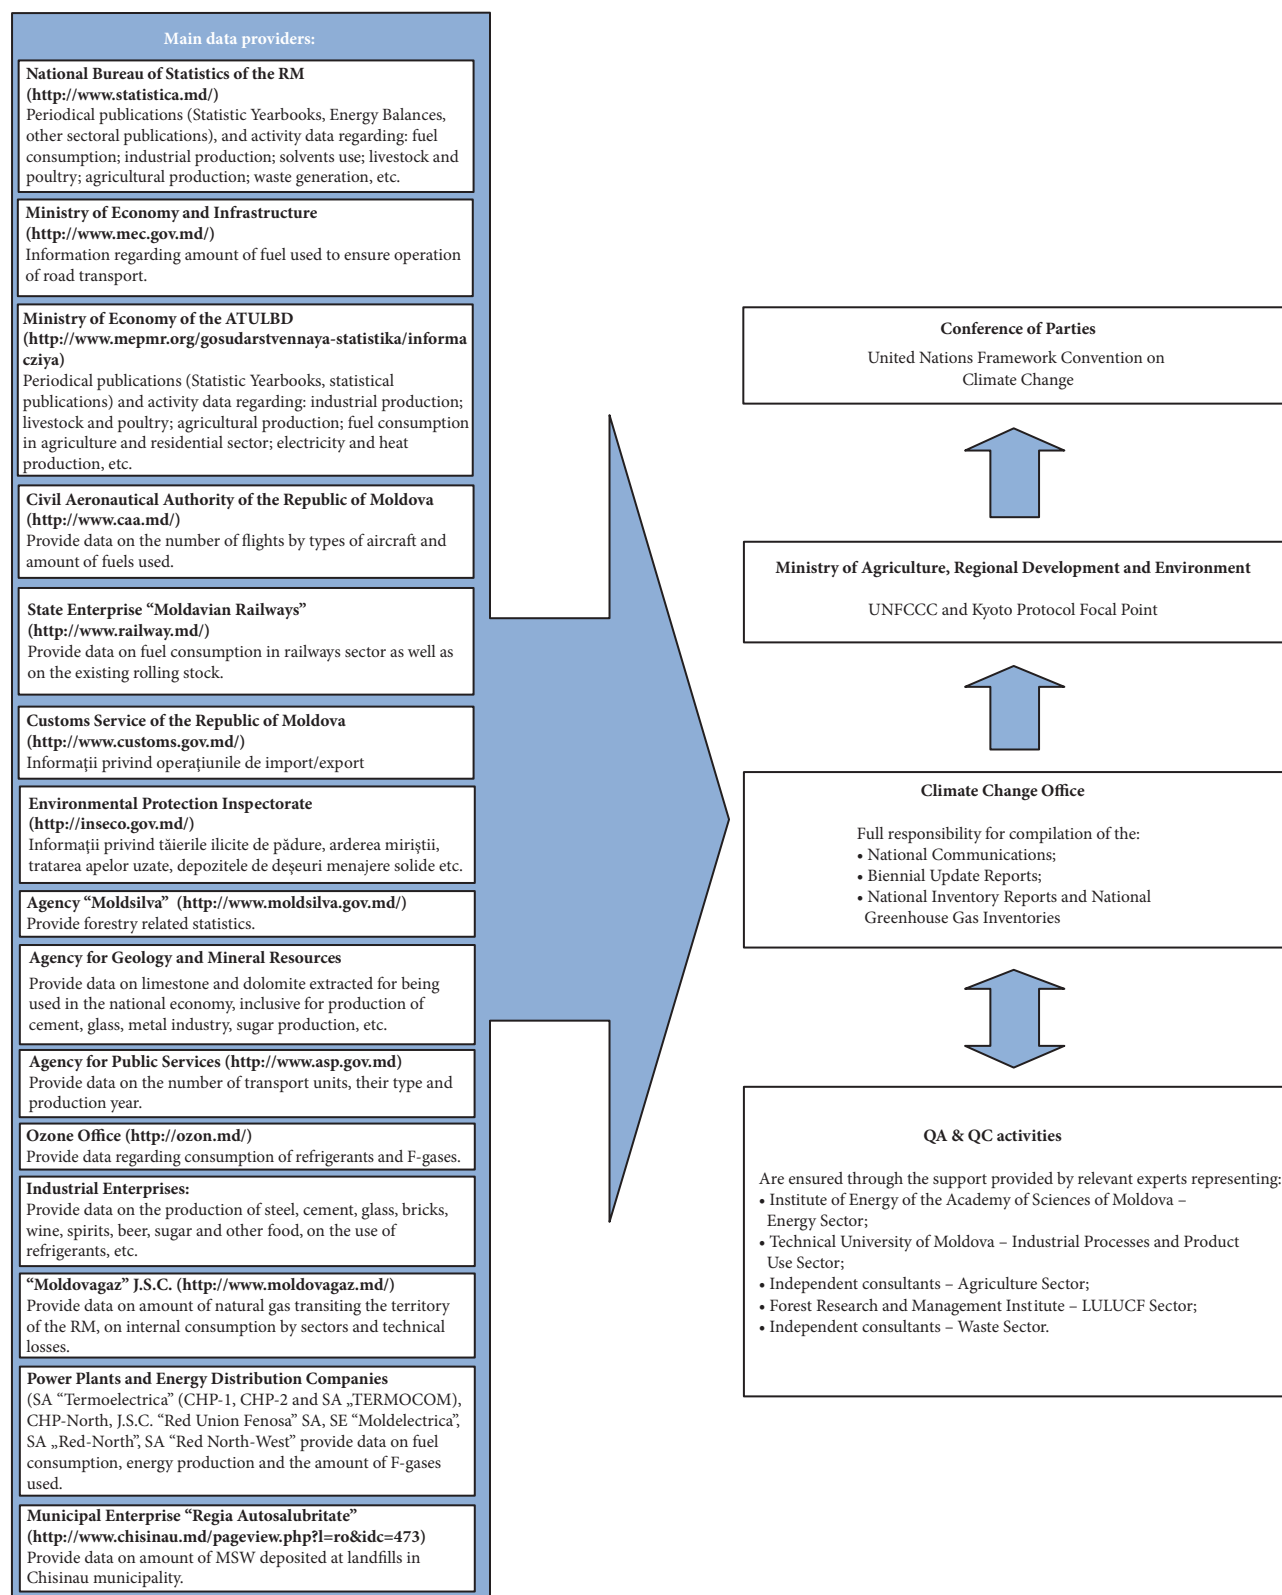 Main data providers:
National Bureau of Statistics of the RM
(http://www.statistica.md/)
Periodical publications (Statistic Yearbooks, Energy Balances,
other sectoral publications), and activity data regarding: fuel
consumption; industrial production; solvents use; livestock and
poultry; agricultural production; waste generation, etc.
Ministry of Economy and Infrastructure
(http://www.mec.gov.md/)
Information regarding amount of fuel used to ensure operation
of road transport.
Ministry of Economy of the ATULBD
(http://www.mepmr.org/gosudarstvennaya-statistika/informa
cziya)
Periodical publications (Statistic Yearbooks, statistical
publications) and activity data regarding: industrial production;
livestock and poultry; agricultural production; fuel consumption
in agriculture and residential sector; electricity and heat
production, etc.
Civil Aeronautical Authority of the Republic of Moldova
(http://www.caa.md/)
Provide data on the number of flights by types of aircraft and
amount of fuels used.
State Enterprise “Moldavian Railways”
(http://www.railway.md/)
Provide data on fuel consumption in railways sector as well as
on the existing rolling stock.
Customs Service of the Republic of Moldova
(http://www.customs.gov.md/)
Informaţii privind operaţiunile de import/export
Environmental Protection Inspectorate
(http://inseco.gov.md/)
Informaţii privind tăierile ilicite de pădure, arderea miriştii,
tratarea apelor uzate, depozitele de deşeuri menajere solide etc.
Agency “Moldsilva” (http://www.moldsilva.gov.md/)
Provide forestry related statistics.
Agency for Geology and Mineral Resources
Provide data on limestone and dolomite extracted for being
used in the national economy, inclusive for production of
cement, glass, metal industry, sugar production, etc.
Agency for Public Services (http://www.asp.gov.md)
Provide data on the number of transport units, their type and
production year.
Ozone Office (http://ozon.md/)
Provide data regarding consumption of refrigerants and F-gases.
Industrial Enterprises:
Provide data on the production of steel, cement, glass, bricks,
wine, spirits, beer, sugar and other food, on the use of
refrigerants, etc.
“Moldovagaz” J.S.C. (http://www.moldovagaz.md/)
Provide data on amount of natural gas transiting the territory
of the RM, on internal consumption by sectors and technical
losses.
Power Plants and Energy Distribution Companies
(SA “Termoelectrica” (CHP-1, CHP-2 and SA „TERMOCOM),
CHP-North, J.S.C. “Red Union Fenosa” SA, SE “Moldelectrica”,
SA „Red-North”, SA “Red North-West” provide data on fuel
consumption, energy production and the amount of F-gases
used.
Municipal Enterprise “Regia Autosalubritate”
(http://www.chisinau.md/pageview.php?l=ro&idc=473)
Provide data on amount of MSW deposited at landfills in
Chisinau municipality.
Conference of Parties
United Nations Framework Convention on
Climate Change
Ministry of Agriculture, Regional Development and Environment
UNFCCC and Kyoto Protocol Focal Point
Climate Change Office
Full responsibility for compilation of the:
• National Communications;
• Biennial Update Reports;
• National Inventory Reports and National
Greenhouse Gas Inventories
QA & QC activities
Are ensured through the support provided by relevant experts representing:
• Institute of Energy of the Academy of Sciences of Moldova –
Energy Sector;
• Technical University of Moldova – Industrial Processes and Product
Use Sector;
• Independent consultants – Agriculture Sector;
• Forest Research and Management Institute – LULUCF Sector;
• Independent consultants – Waste Sector.